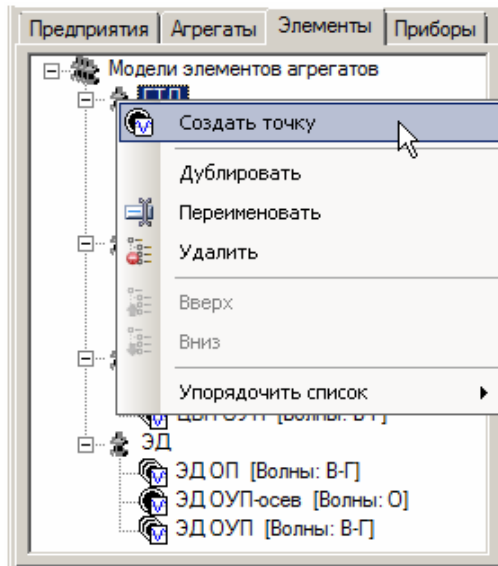 Предприятия Агрегаты Элементы Приборы
Модели элементов агрегатов
Создать точку
Дублировать
Переименовать
Удалить
Вверх
Вниз
Упорядочить список
ЭД
ЭД ОП [Волны: В-Г]
ЭД ОУП-осев [Волны: О]
ЭД ОУП [Волны: В-Г]